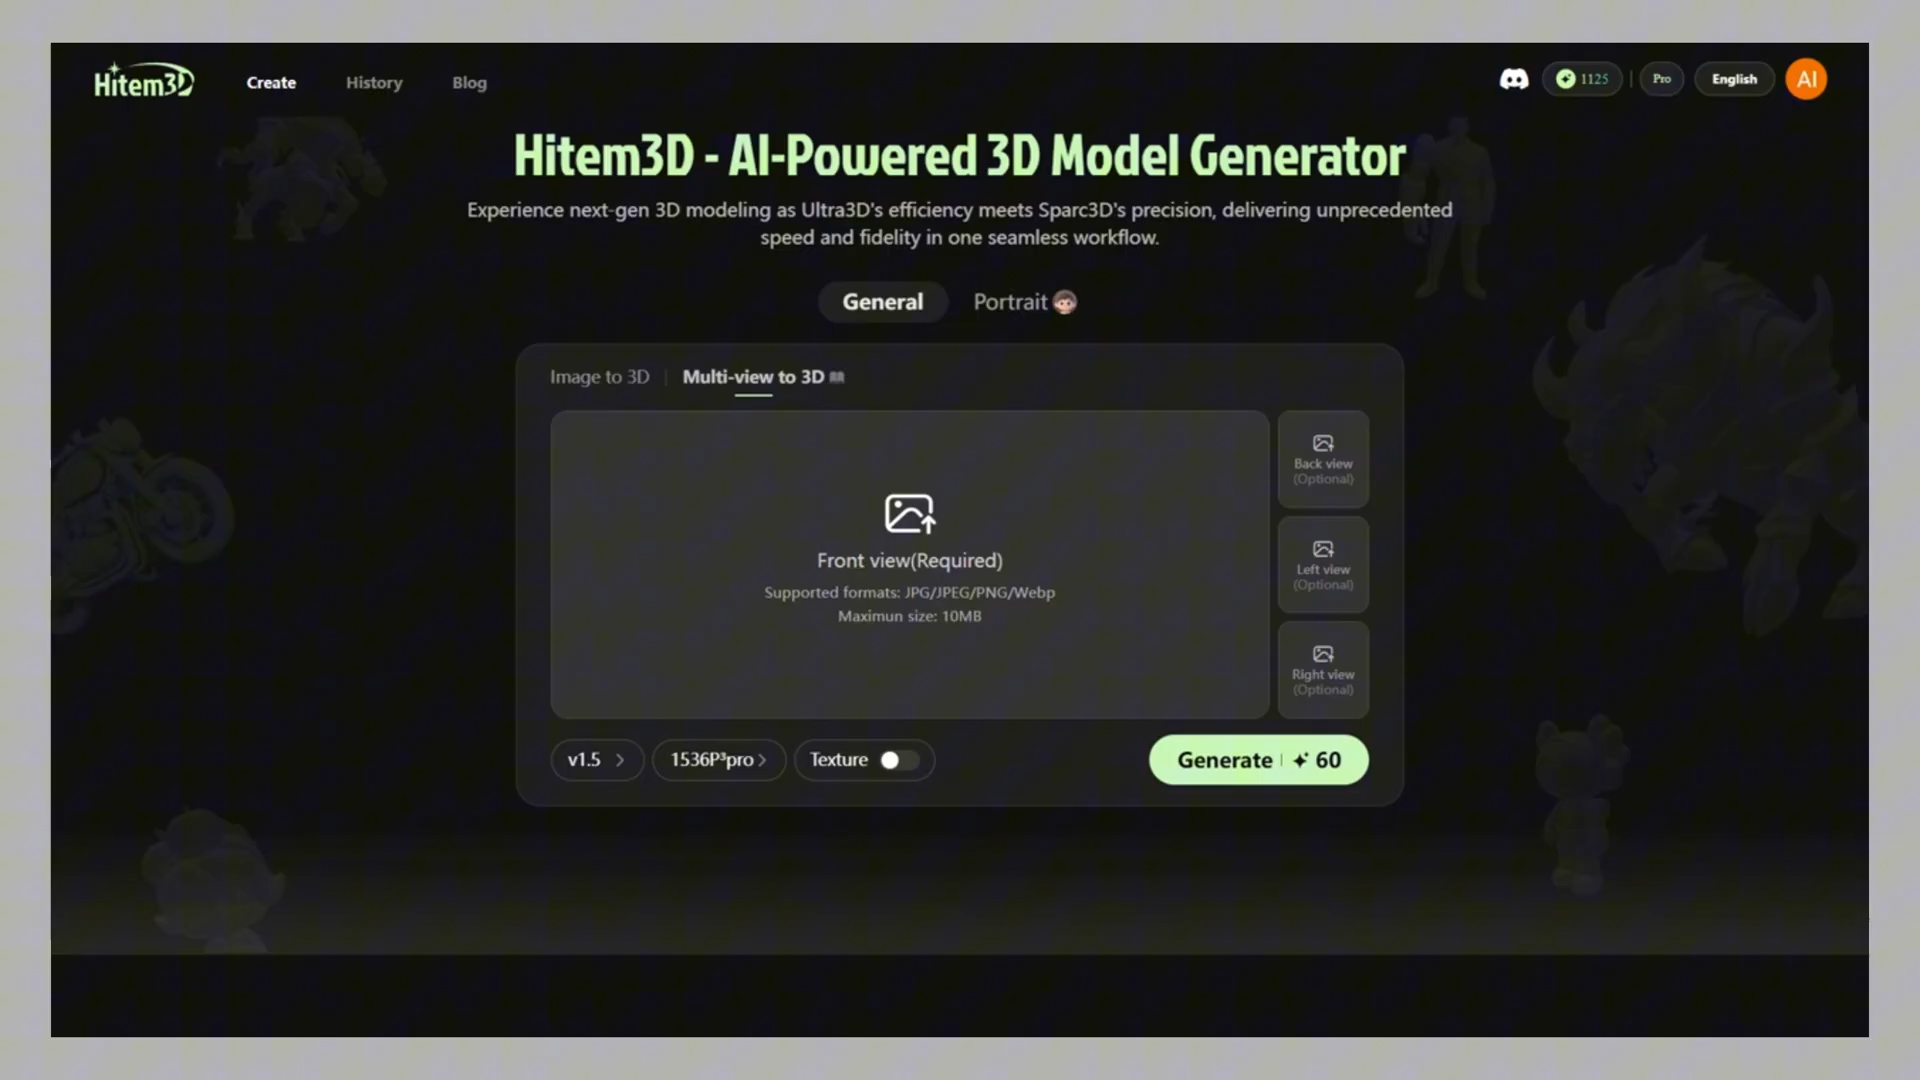 Hitem3D
Create
History
Blog
1125
Pro
English
AI
Hitem3D - AI-Powered 3D Model Generator
Experience next-gen 3D modeling as Ultra3D's efficiency meets Sparc3D's precision, delivering unprecedented
speed and fidelity in one seamless workflow.
General
Portrait
Image to 3D
Multi-view to 3D
Front view(Required)
Supported formats: JPG/JPEG/PNG/Webp
Maximun size: 10MB
Back view
(Optional)
Left view
(Optional)
Right view
(Optional)
v1.5
1536P³pro
Texture
Generate
60